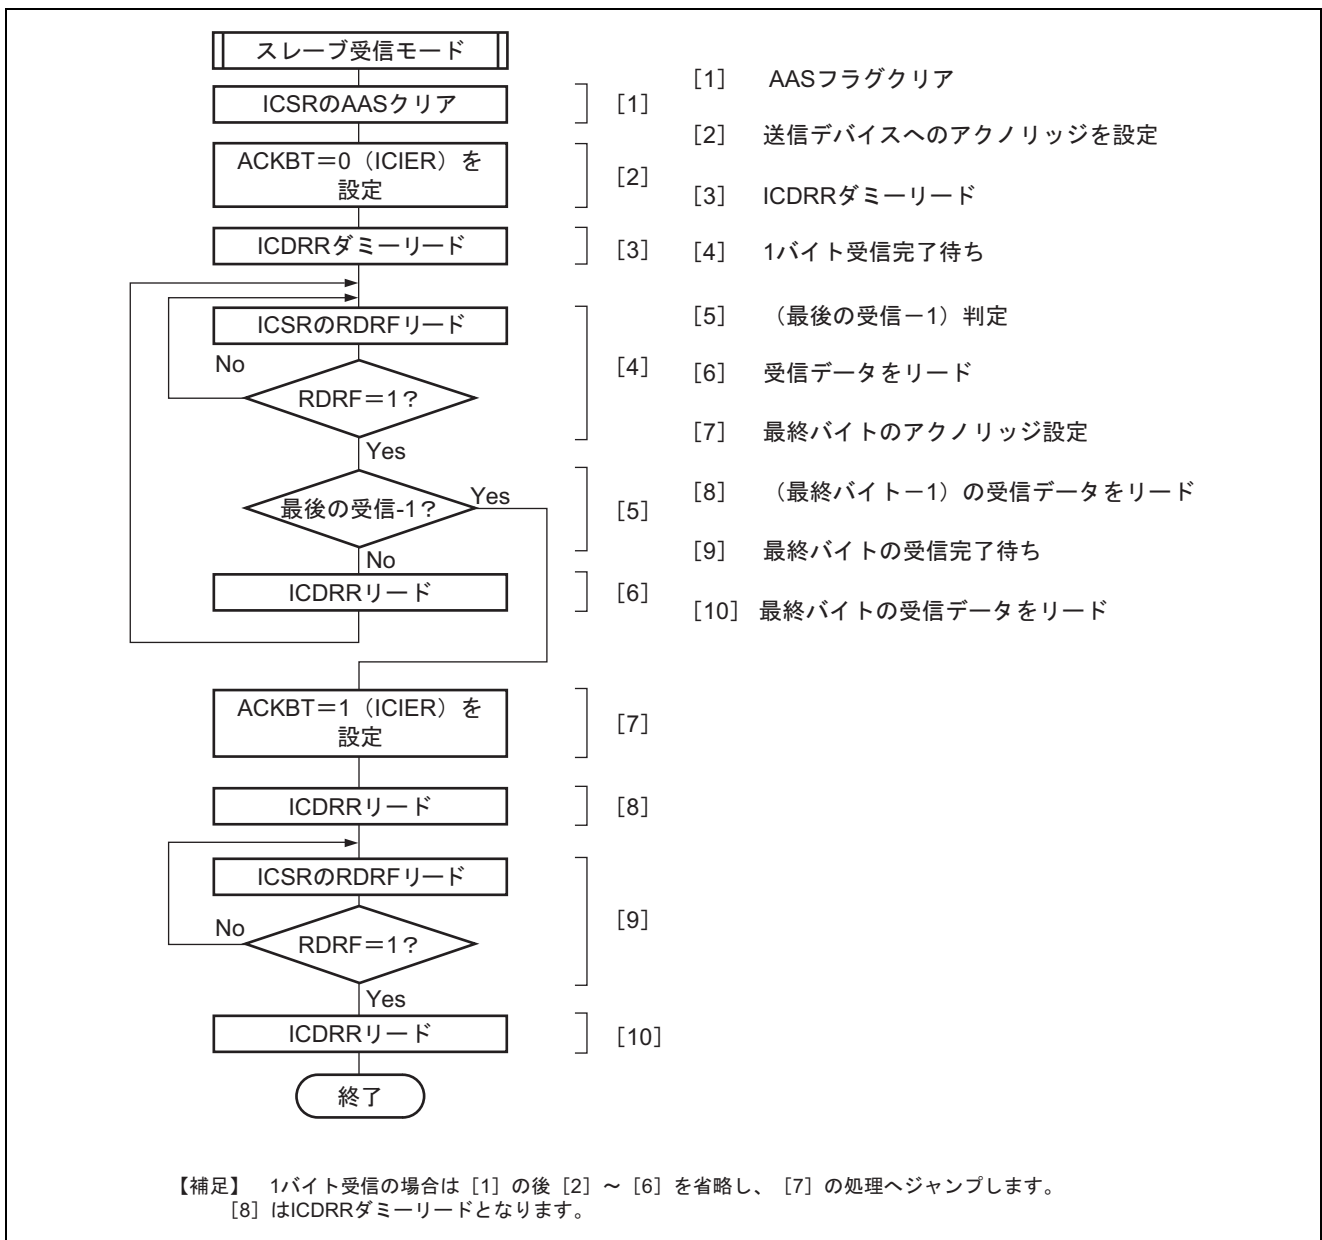 スレーブ受信モード
ICSRのAASクリア
[1]
ACKBT＝0（ICIER）を
設定
[2]
ICDRRダミーリード
[3]
ICSRのRDRFリード
No
RDRF＝1？
[4]
Yes
最後の受信-1？
Yes
[5]
No
ICDRRリード
[6]
ACKBT＝1（ICIER）を
設定
[7]
ICDRRリード
[8]
ICSRのRDRFリード
No
RDRF＝1？
[9]
Yes
ICDRRリード
[10]
終了
[1] AASフラグクリア
[2] 送信デバイスへのアクノリッジを設定
[3] ICDRRダミーリード
[4] 1バイト受信完了待ち
[5] （最後の受信－1）判定
[6] 受信データをリード
[7] 最終バイトのアクノリッジ設定
[8] （最終バイト－1）の受信データをリード
[9] 最終バイトの受信完了待ち
[10] 最終バイトの受信データをリード
【補足】 1バイト受信の場合は［1］の後［2］～［6］を省略し、［7］の処理へジャンプします。
［8］はICDRRダミーリードとなります。